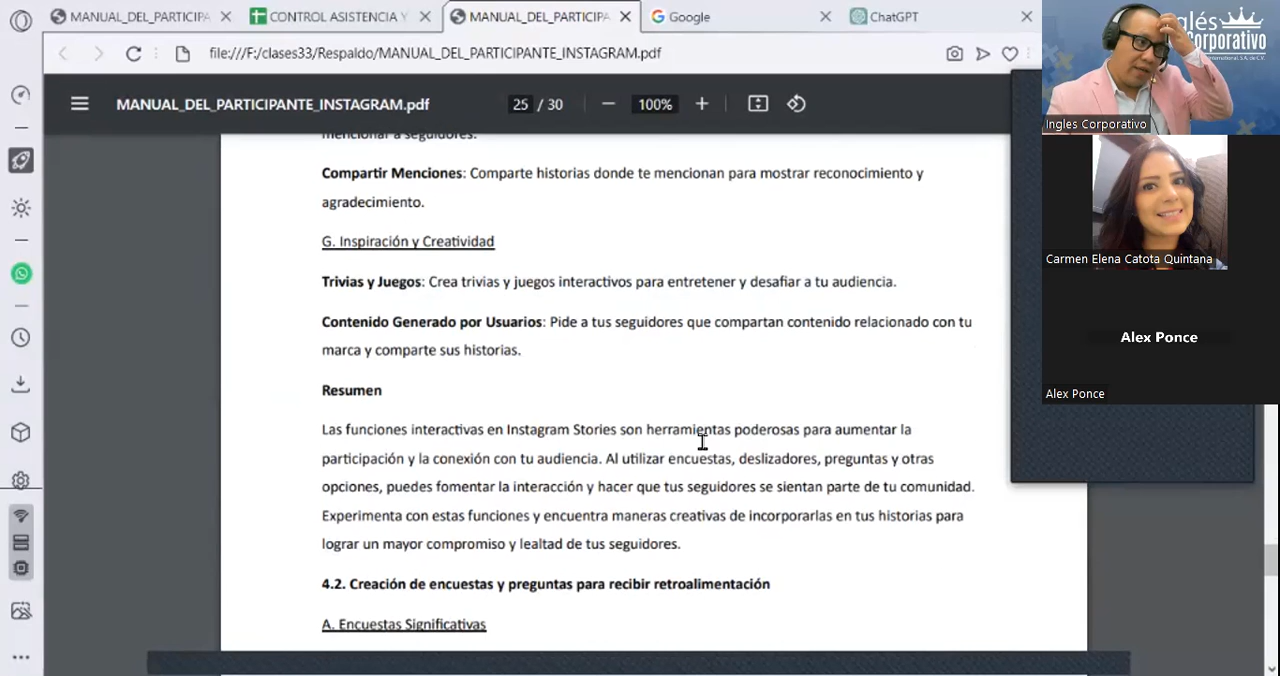 MANUAL_DEL_PARTICIPA
CONTROL ASISTENCIA Y
MANUAL_DEL_PARTICIPA
Google
ChatGPT
file:///F:/clases33/Respaldo/MANUAL_DEL_PARTICIPANTE_INSTAGRAM.pdf
MANUAL_DEL_PARTICIPANTE_INSTAGRAM.pdf
25 / 30
100%
mencionar a seguidores.
Compartir Menciones: Comparte historias donde te mencionan para mostrar reconocimiento y
agradecimiento.
G. Inspiración y Creatividad
Trivias y Juegos: Crea trivias y juegos interactivos para entretener y desafiar a tu audiencia.
Contenido Generado por Usuarios: Pide a tus seguidores que compartan contenido relacionado con tu
marca y comparte sus historias.
Resumen
Las funciones interactivas en Instagram Stories son herramientas poderosas para aumentar la
participación y la conexión con tu audiencia. Al utilizar encuestas, deslizadores, preguntas y otras
opciones, puedes fomentar la interacción y hacer que tus seguidores se sientan parte de tu comunidad.
Experimenta con estas funciones y encuentra maneras creativas de incorporarlas en tus historias para
lograr un mayor compromiso y lealtad de tus seguidores.
4.2. Creación de encuestas y preguntas para recibir retroalimentación
A. Encuestas Significativas
glés
Corporativo
International, S.A. de C.V.
Ingles Corporativo
Carmen Elena Catota Quintana
Alex Ponce
Alex Ponce